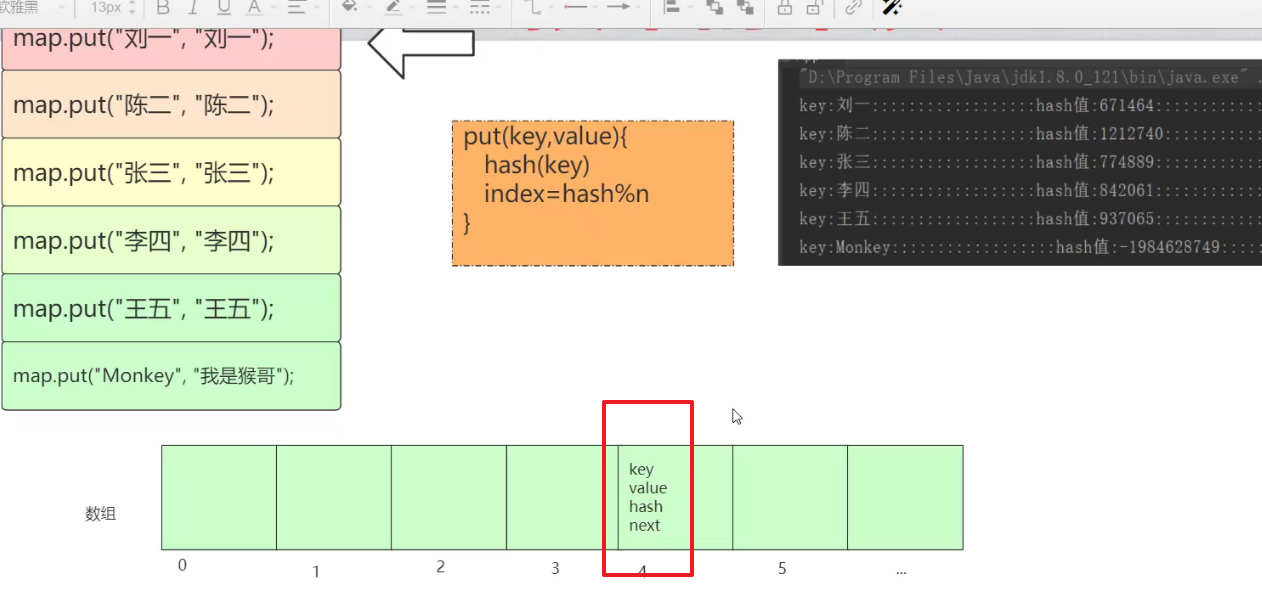 软雅黑
13px
B
I
U
A
map.put("刘一", "刘一");
map.put("陈二", "陈二");
map.put("张三", "张三");
map.put("李四", "李四");
map.put("王五", "王五");
map.put("Monkey", "我是猴哥");
put(key,value){
hash(key)
index=hash%n
}
"D:\Program Files\Java\jdk1.8.0_121\bin\java.exe" .
key:刘一::::::::::::::::::hash值:671464::::::::::::
key:陈二::::::::::::::::::hash值:1212740:::::::::::
key:张三::::::::::::::::::hash值:774889::::::::::::
key:李四::::::::::::::::::hash值:842061::::::::::::
key:王五::::::::::::::::::hash值:937065::::::::::::
key:Monkey::::::::::::::::::hash值:-1984628749:::::
数组
key
value
hash
next
0
1
2
3
4
5
...